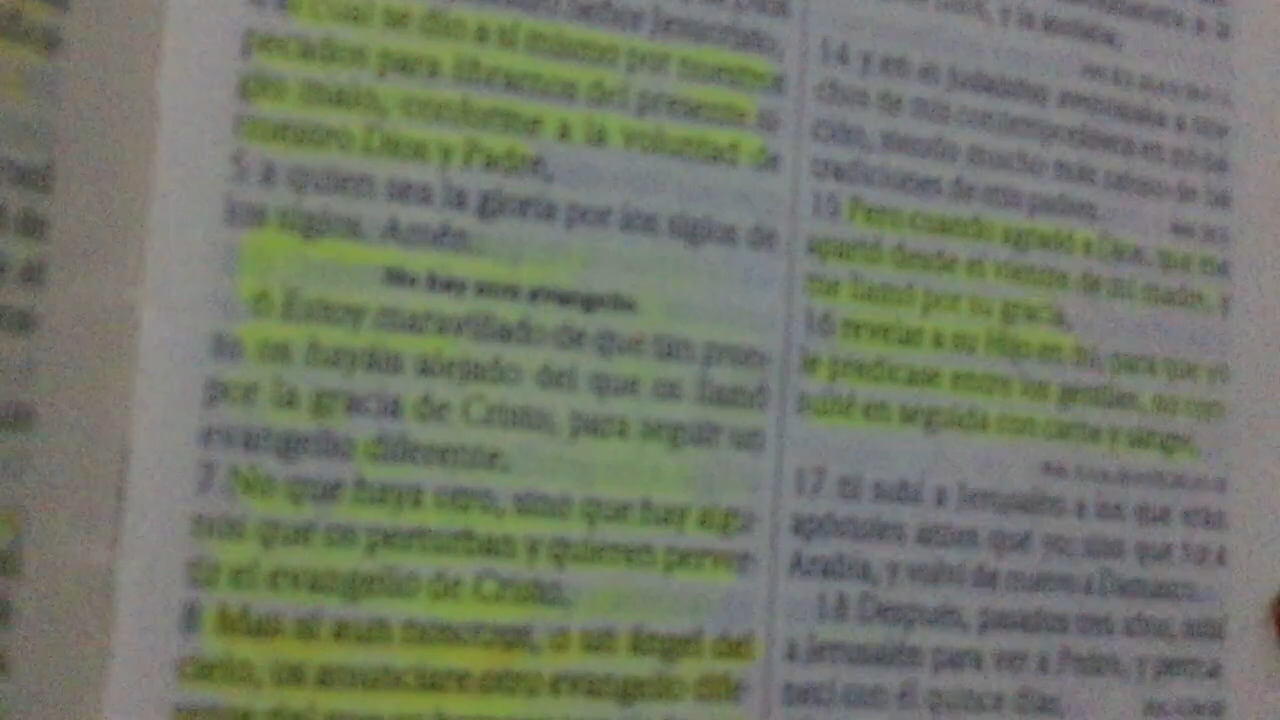 cual se dio a sí mismo por nuestros
pecados para librarnos del presente si-
glo malo, conforme a la voluntad de
nuestro Dios y Padre,
5 a quien sea la gloria por los siglos de
los siglos. Amén.
No hay otro evangelio
6 Estoy maravillado de que tan pron-
to os hayáis alejado del que os llamó
por la gracia de Cristo, para seguir un
evangelio diferente.
7 No que haya otro, sino que hay algu-
nos que os perturban y quieren perver-
tir el evangelio de Cristo.
8 Mas si aun nosotros, o un ángel del
cielo, os anunciare otro evangelio dife-
14 y en el judaísmo aventajaba a mu-
chos de mis contemporáneos en mi na-
ción, siendo mucho más celoso de las
tradiciones de mis padres.
15 Pero cuando agradó a Dios, que me
apartó desde el vientre de mi madre, y
me llamó por su gracia,
16 revelar a su Hijo en mí, para que yo
le predicase entre los gentiles, no con-
sulté en seguida con carne y sangre,
17 ni subí a Jerusalén a los que eran
apóstoles antes que yo; sino que fui a
Arabia, y volví de nuevo a Damasco.
18 Después, pasados tres años, subí
a Jerusalén para ver a Pedro, y perma-
necí con él quince días,